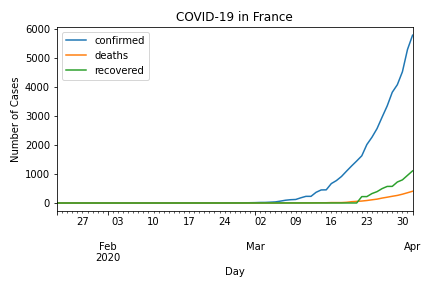 COVID-19 in France
confirmed
deaths
recovered
Number of Cases
6000
5000
4000
3000
2000
1000
0
27 03 10 17 24 02 09 16 23 30
Feb Mar Apr
2020
Day